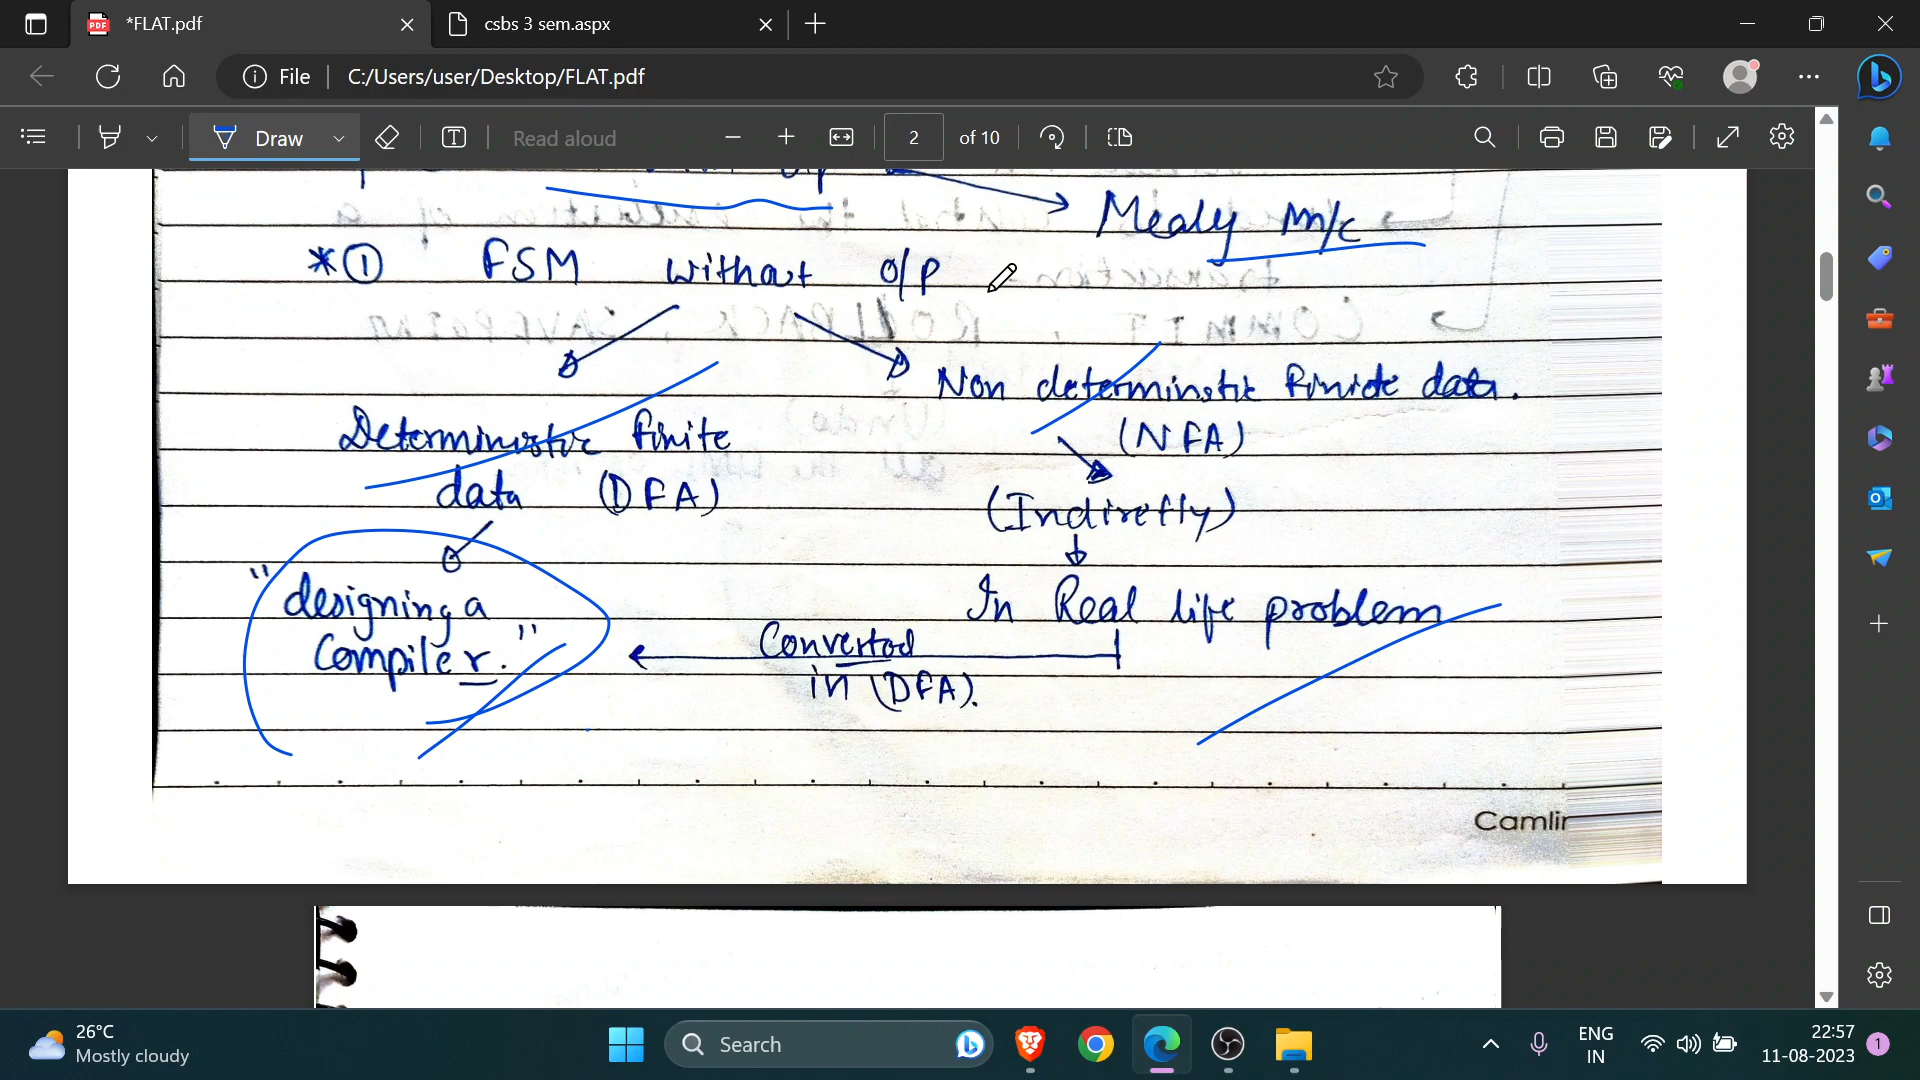 *FLAT.pdf
csbs 3 sem.aspx
File
C:/Users/user/Desktop/FLAT.pdf
Draw
Read aloud
2
of 10
Mealy m/c
*① FSM without o/p
Non deterministic finide data.
(NFA)
Deterministic finite
data (DFA)
(Indirefly)
"designing a
Compiler."
In Real life problem
Converted
in (DFA).
Camlin
26°C
Mostly cloudy
Search
ENG
IN
22:57
11-08-2023
1